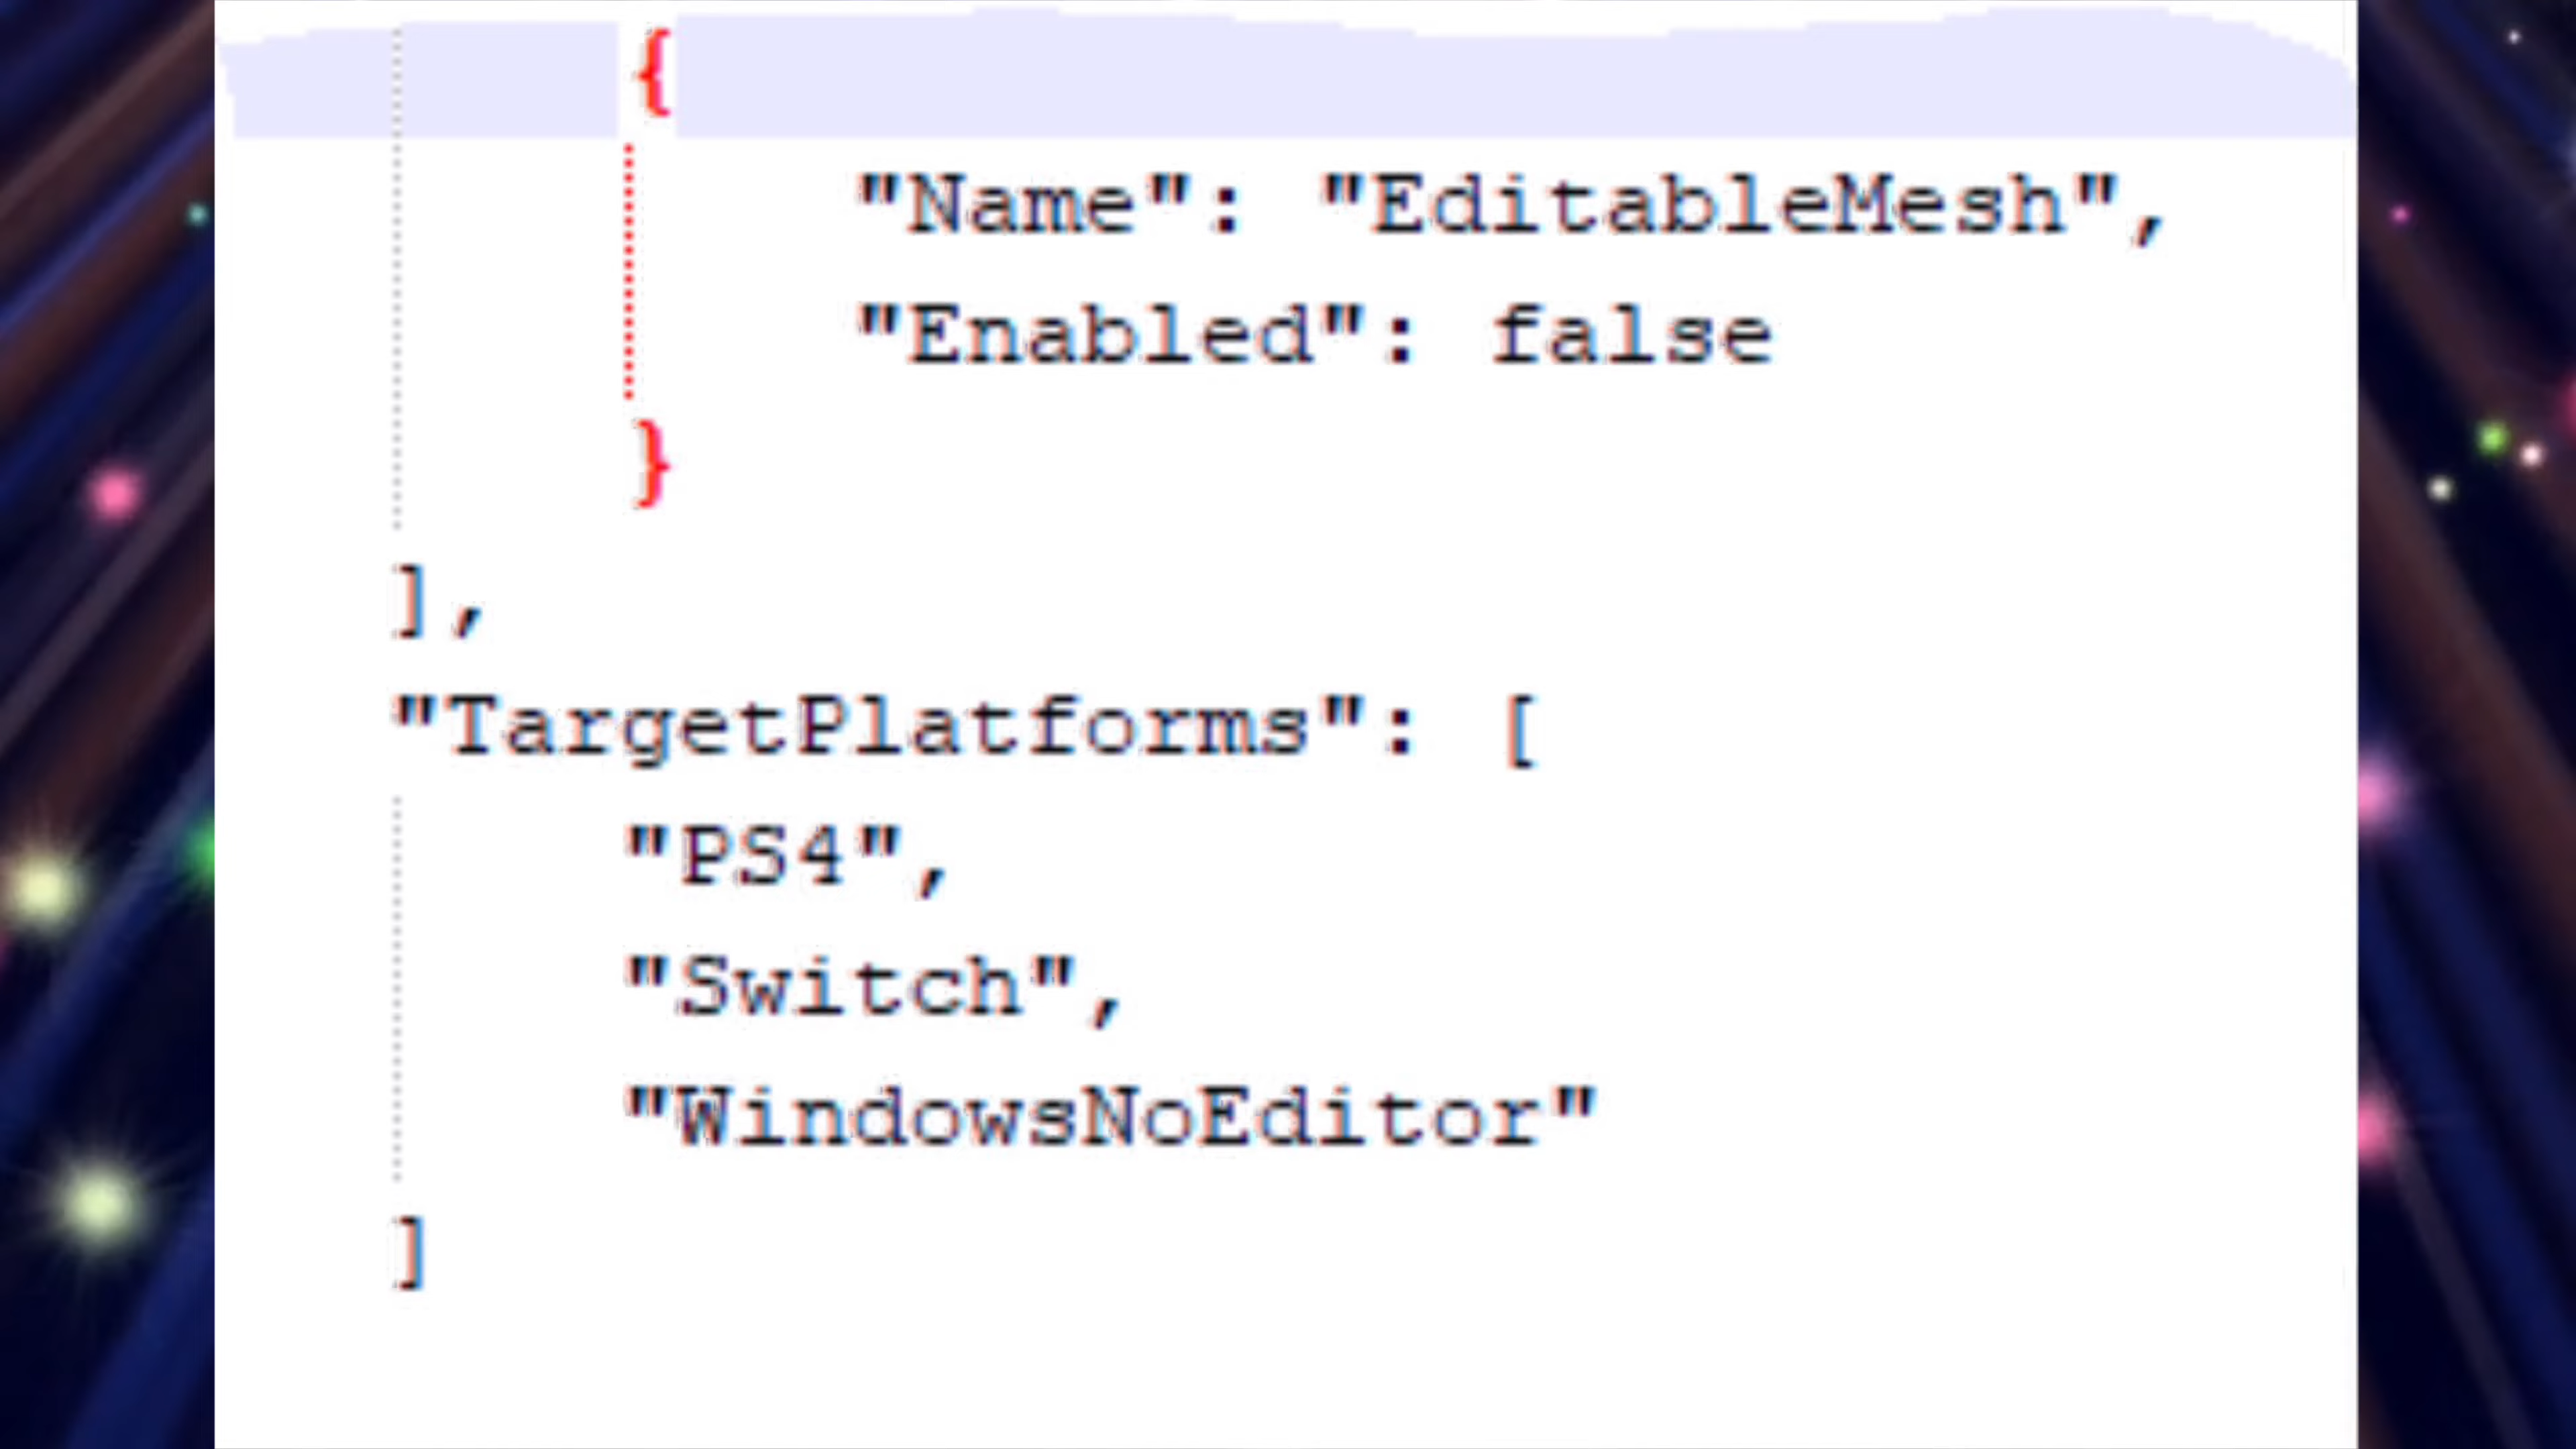 {
"Name": "EditableMesh",
"Enabled": false
}
],
"TargetPlatforms": [
"PS4",
"Switch",
"WindowsNoEditor"
]